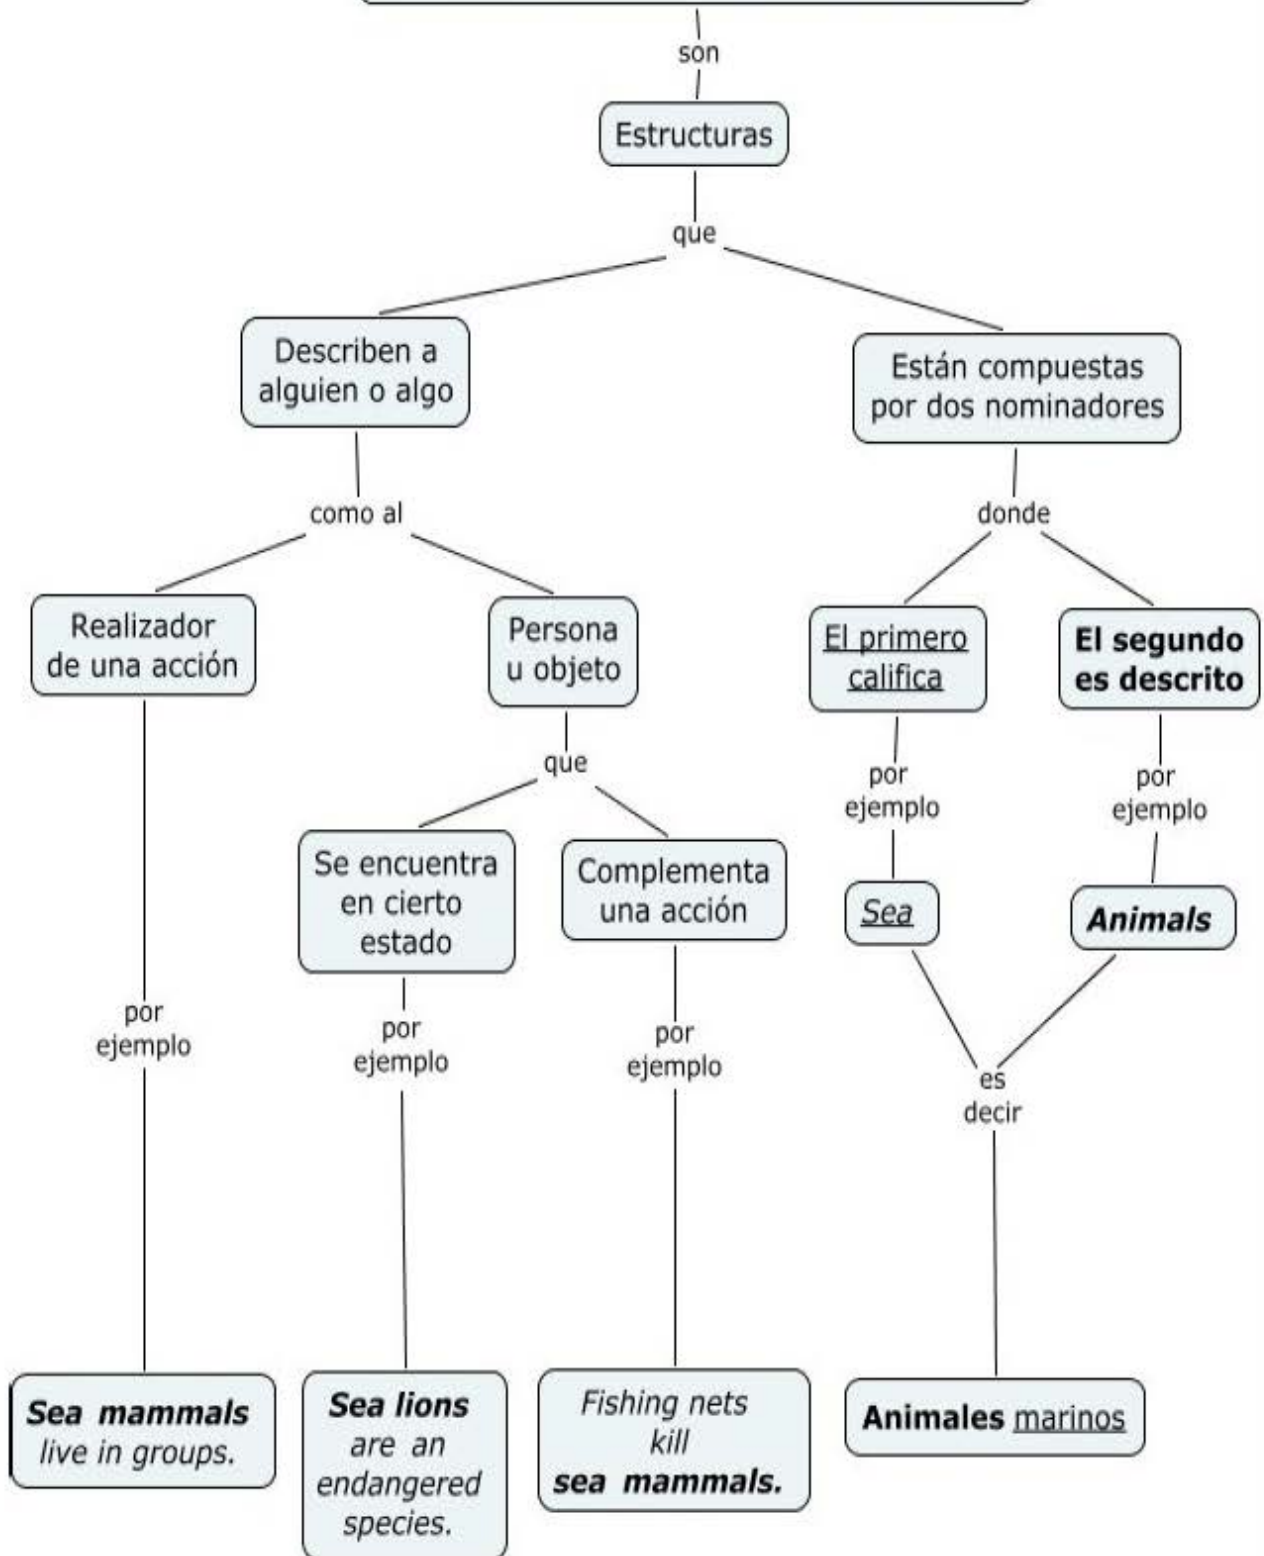 son
Estructuras
que
Describen a
alguien o algo
Están compuestas
por dos nominadores
como al
donde
Realizador
de una acción
Persona
u objeto
El primero
califica
El segundo
es descrito
que
por
ejemplo
por
ejemplo
Se encuentra
en cierto
estado
Complementa
una acción
Sea
Animals
por
ejemplo
por
ejemplo
por
ejemplo
es
decir
Sea mammals
live in groups.
Sea lions
are an
endangered
species.
Fishing nets
kill
sea mammals.
Animales marinos